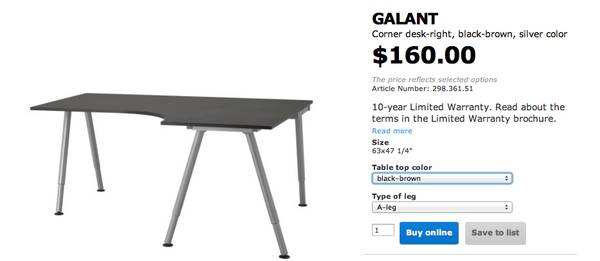 GALANT
Corner desk-right, black-brown, silver color
$160.00
The price reflects selected options
Article Number: 298.361.51
10-year Limited Warranty. Read about the
terms in the Limited Warranty brochure.
Read more
Size
63x47 1/4"
Table top color
black-brown
Type of leg
A-leg
1
Buy online
Save to list